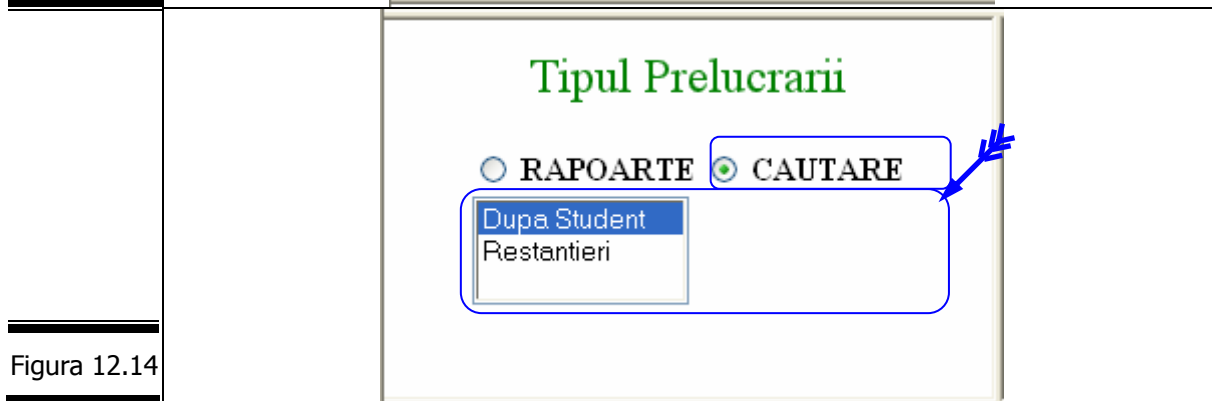 Tipul Prelucrarii
RAPOARTE CAUTARE
Dupa Student
Restantieri
Figura 12.14